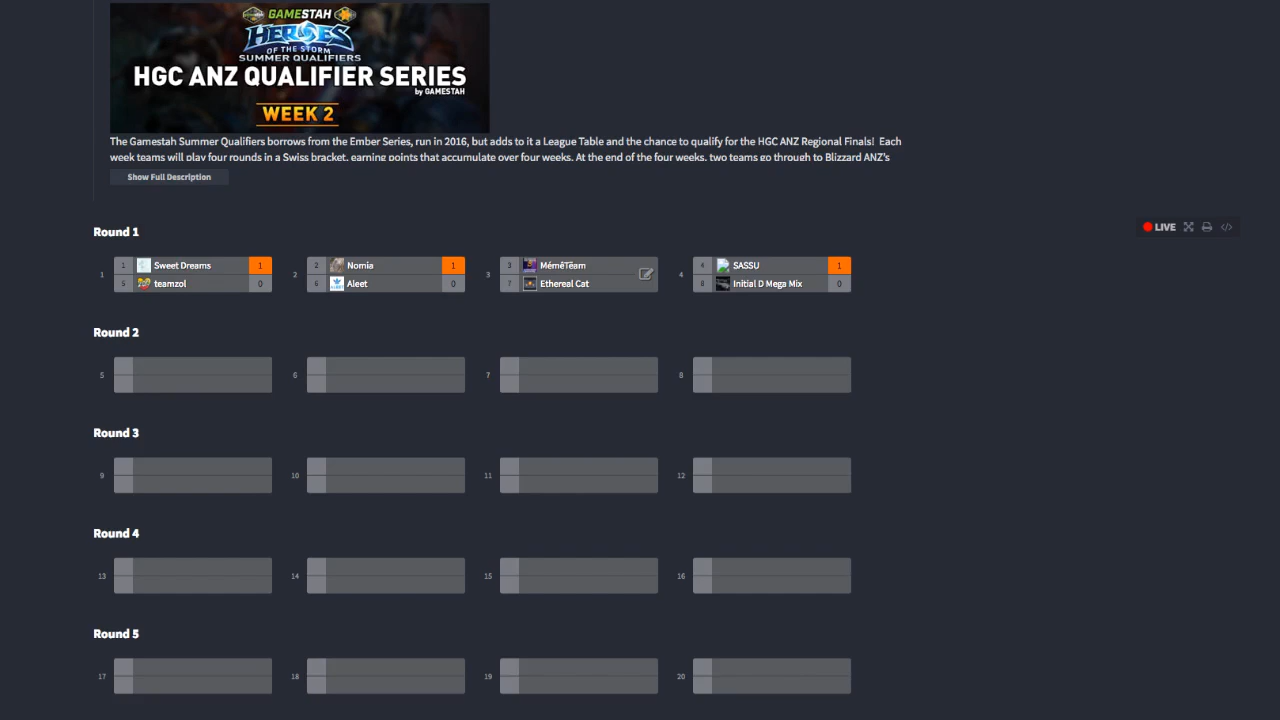 GAMESTAH
HEROES
OF THE STORM
SUMMER QUALIFIERS
HGC ANZ QUALIFIER SERIES
by GAMESTAH
WEEK 2
The Gamestah Summer Qualifiers borrows from the Ember Series, run in 2016, but adds to it a League Table and the chance to qualify for the HGC ANZ Regional Finals! Each
week teams will play four rounds in a Swiss bracket, earning points that accumulate over four weeks. At the end of the four weeks, two teams go through to Blizzard ANZ's
Show Full Description
LIVE
Round 1
1
1 Sweet Dreams 1
5 teamzol 0
2
2 Nomia 1
6 Aleet 0
3
3 MémêTêam
7 Ethereal Cat
4
4 SASSU 1
8 Initial D Mega Mix 0
Round 2
5 6 7 8
Round 3
9 10 11 12
Round 4
13 14 15 16
Round 5
17 18 19 20